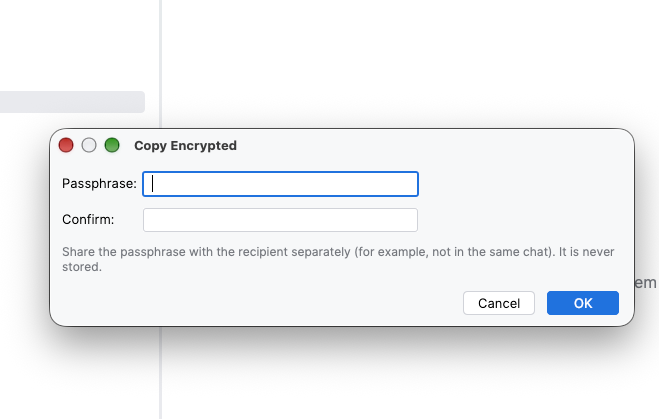 Copy Encrypted
Passphrase:
Confirm:
Share the passphrase with the recipient separately (for example, not in the same chat). It is never
stored.
em
Cancel
OK